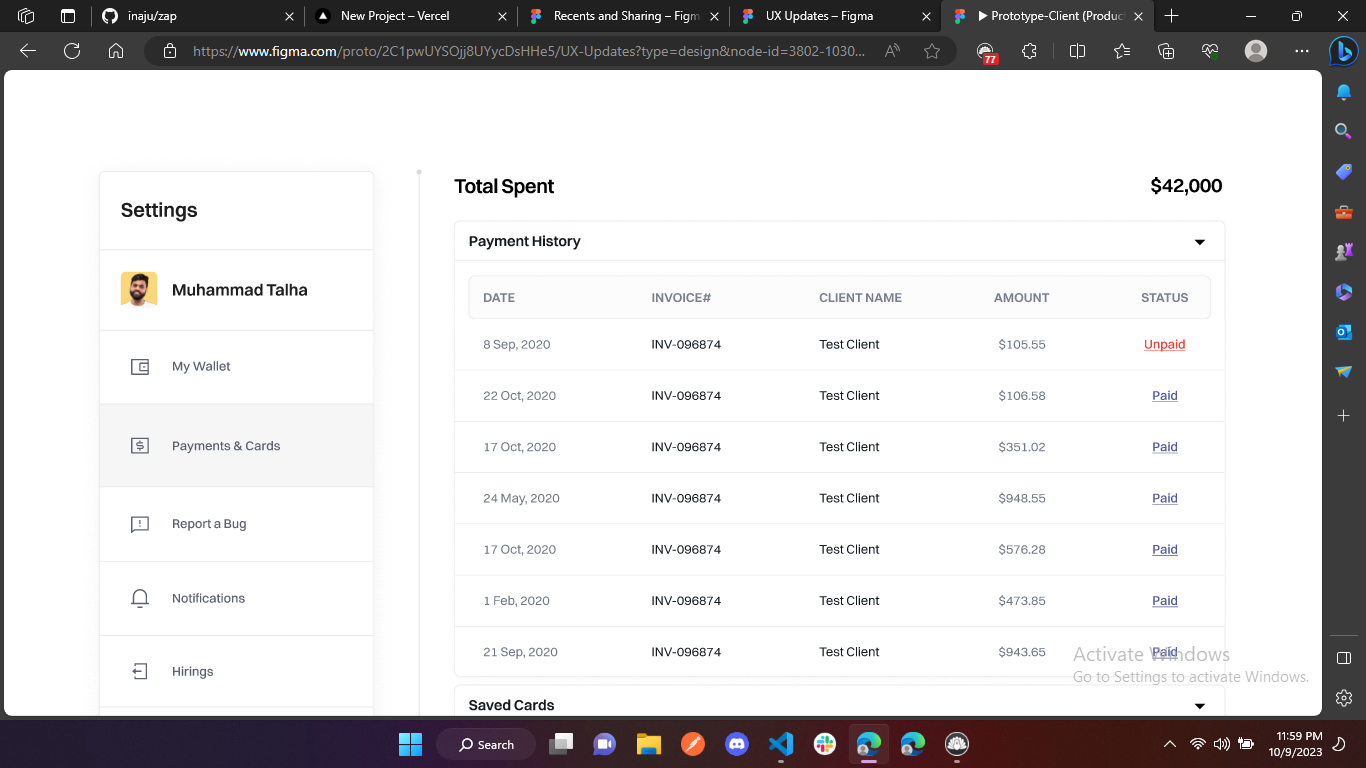 inaju/zap
New Project – Vercel
Recents and Sharing – Figm
UX Updates – Figma
Prototype-Client (Produc
https://www.figma.com/proto/2C1pwUYSOjj8UYycDsHHe5/UX-Updates?type=design&node-id=3802-1030...
77
Settings
Muhammad Talha
My Wallet
Payments & Cards
Report a Bug
Notifications
Hirings
Total Spent $42,000
Payment History
DATE INVOICE# CLIENT NAME AMOUNT STATUS
8 Sep, 2020 INV-096874 Test Client $105.55 Unpaid
22 Oct, 2020 INV-096874 Test Client $106.58 Paid
17 Oct, 2020 INV-096874 Test Client $351.02 Paid
24 May, 2020 INV-096874 Test Client $948.55 Paid
17 Oct, 2020 INV-096874 Test Client $576.28 Paid
1 Feb, 2020 INV-096874 Test Client $473.85 Paid
21 Sep, 2020 INV-096874 Test Client $943.65 Paid
Activate Windows
Go to Settings to activate Windows.
Saved Cards
Search
11:59 PM
10/9/2023